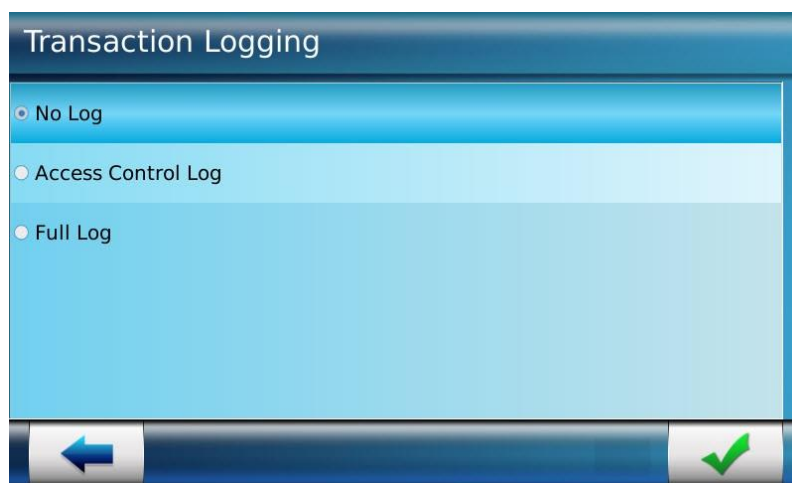 Transaction Logging
No Log
Access Control Log
Full Log